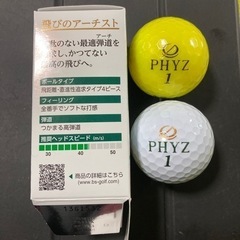 飛びのアーチスト
アーチ
のない最適弾道を
求し、かつてない
高の飛びへ。
ボールタイプ
飛距離・直進性追求タイプ4ピース
フィーリング
全番手でソフトな打感
弾道
つかまる高弾道
推奨ヘッドスピード(m/s)
30 40 50
商品の詳細はこちら
www.bs-golf.com
PHYZ
1
PHYZ
1